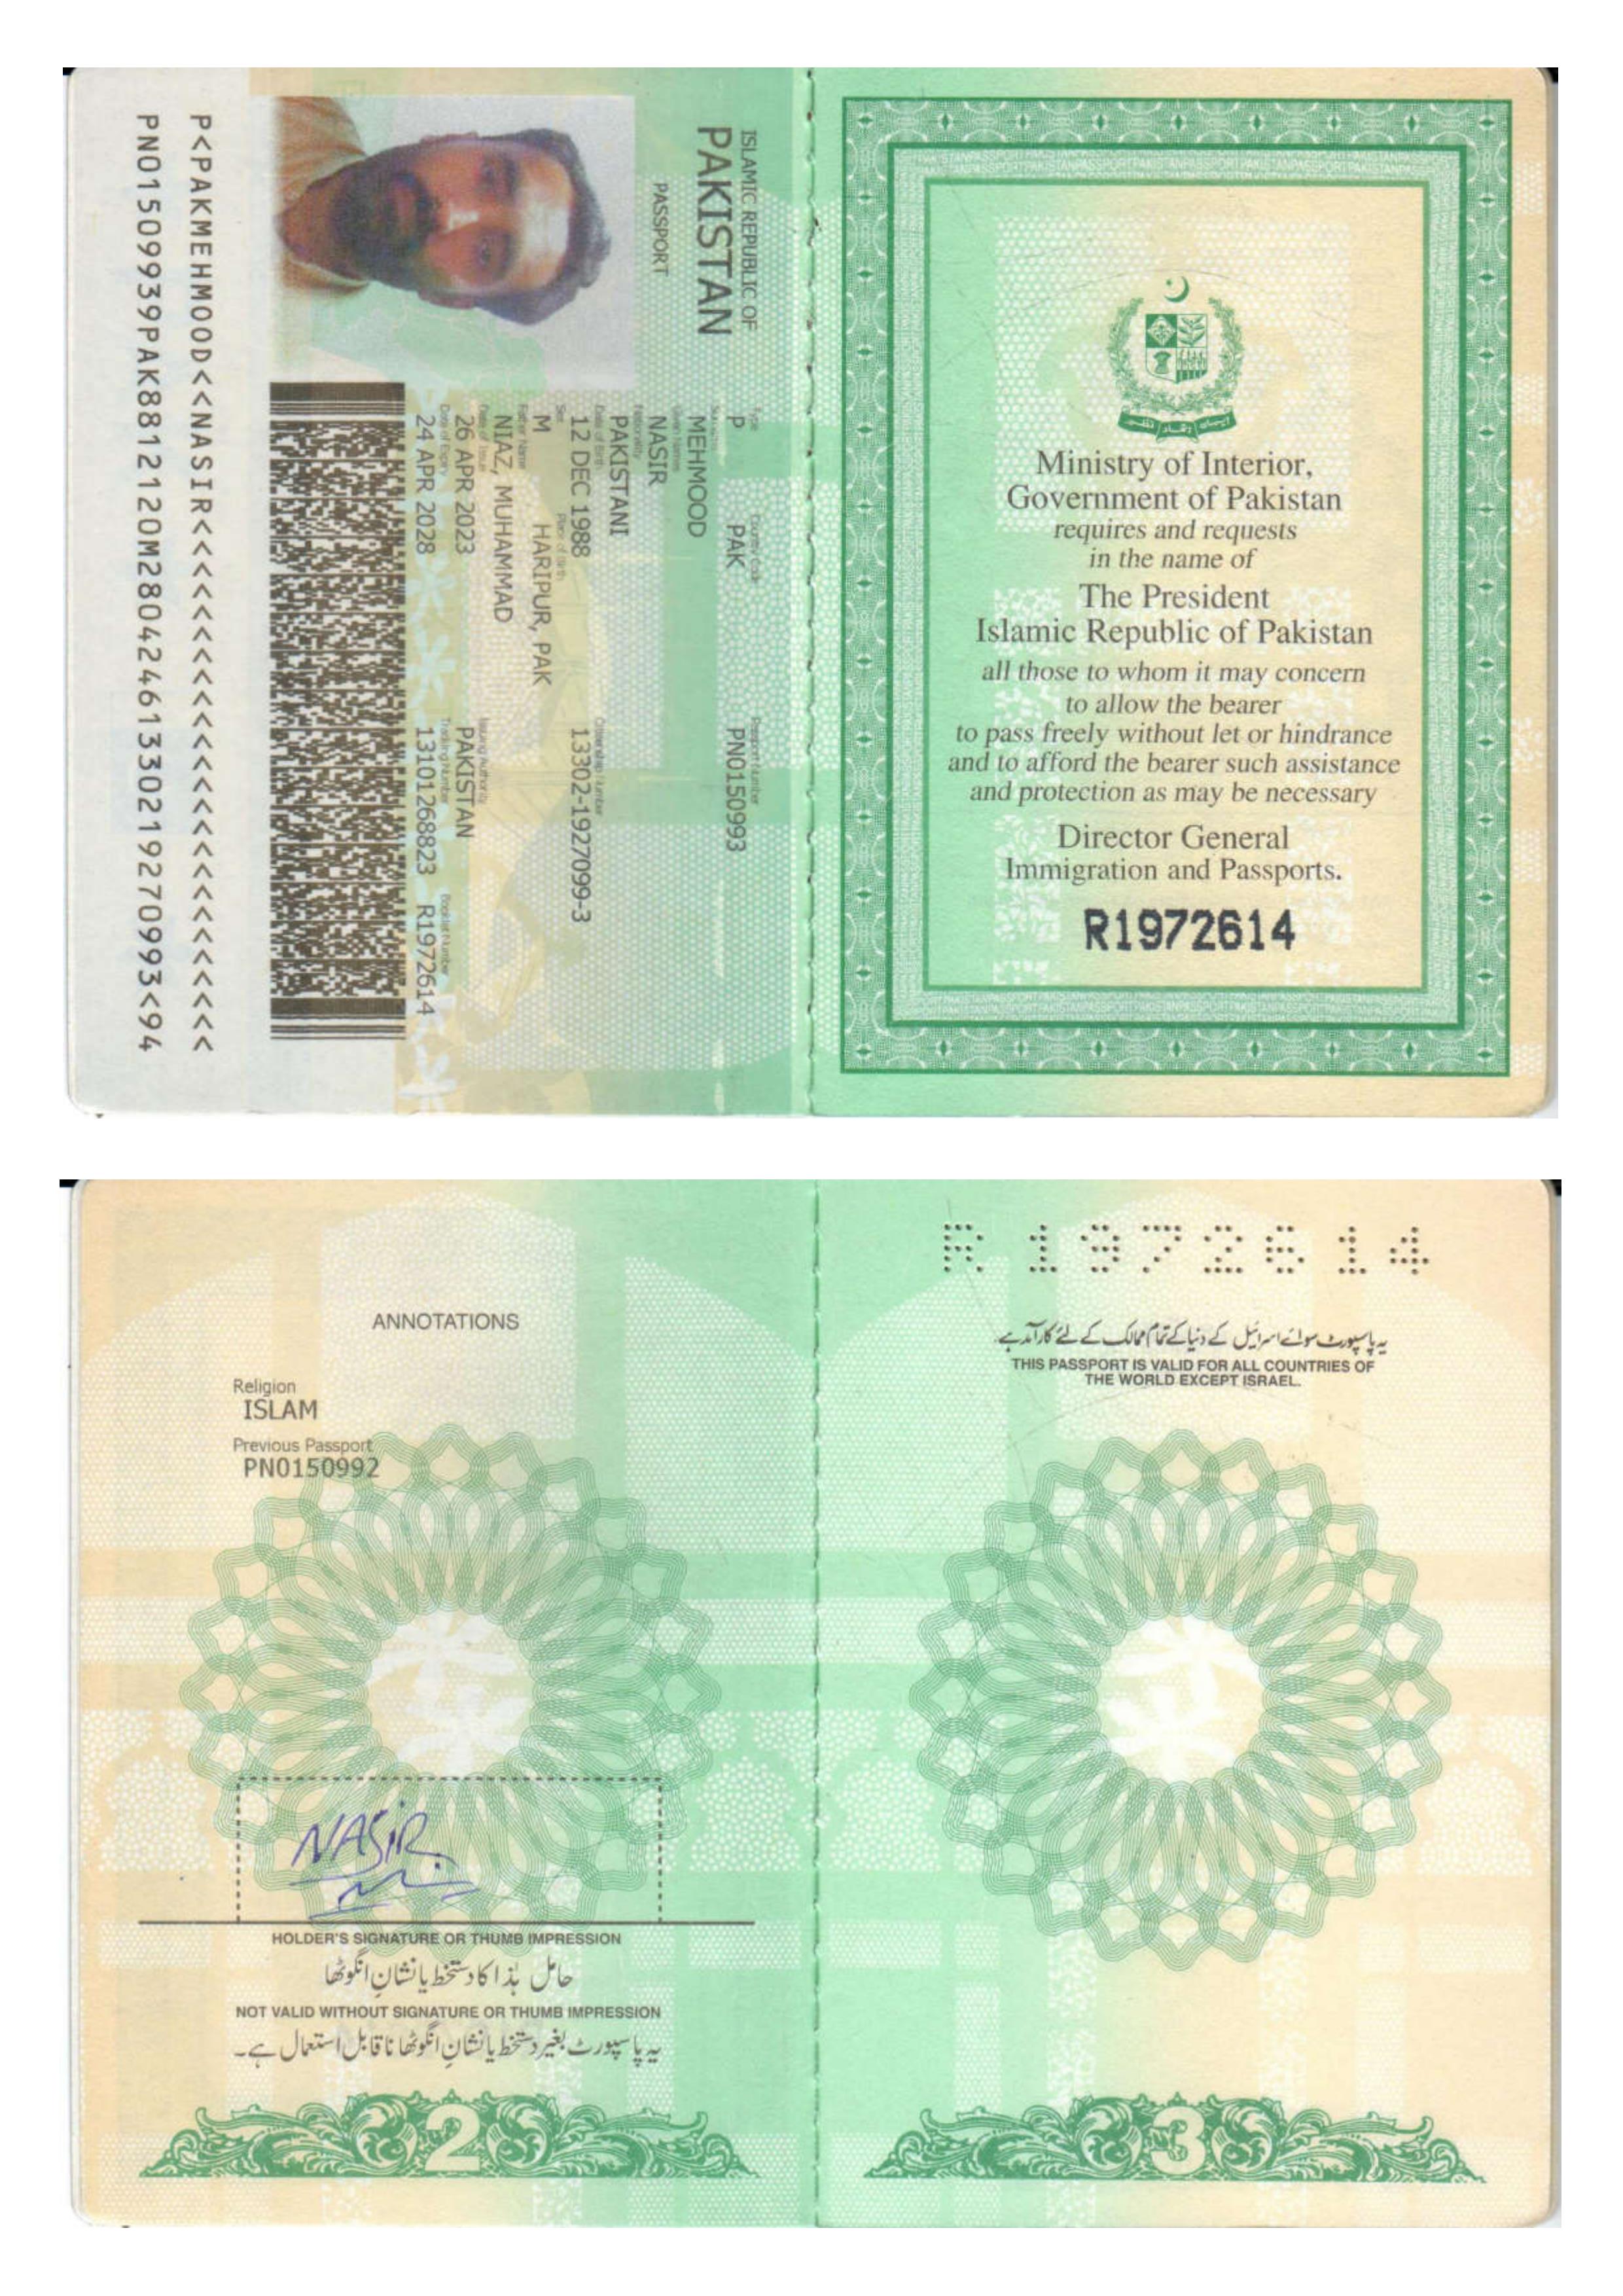 ISLAMIC REPUBLIC OF
PAKISTAN
PASSPORT
Type
P
Country Code
PAK
Passport Number
PN0150993
Surname
MEHMOOD
Given Names
NASIR
Nationality
PAKISTANI
Date of Birth
12 DEC 1988
Citizenship Number
13302-1927099-3
Sex
M
Place of Birth
HARIPUR, PAK
Father Name
NIAZ, MUHAMMAD
Date of Issue
26 APR 2023
Issuing Authority
PAKISTAN
Date of Expiry
24 APR 2028
Tracking Number
13101268823
Booklet Number
R1972614
P<PAKMEHMOOD<<NASIR<<<<<<<<<<<<<<<<<<<<<<<<<
PN01509939PAK8812120M28042461330219270993<94
Ministry of Interior,
Government of Pakistan
requires and requests
in the name of
The President
Islamic Republic of Pakistan
all those to whom it may concern
to allow the bearer
to pass freely without let or hindrance
and to afford the bearer such assistance
and protection as may be necessary
Director General
Immigration and Passports.
R1972614
ANNOTATIONS
Religion
ISLAM
Previous Passport
PN0150992
NASIR
HOLDER'S SIGNATURE OR THUMB IMPRESSION
حامل ہٰذا کا دستخط یا نشانِ انگوٹھا
NOT VALID WITHOUT SIGNATURE OR THUMB IMPRESSION
یہ پاسپورٹ بغیر دستخط یا نشانِ انگوٹھا ناقابل استعمال ہے۔
2
R1972614
یہ پاسپورٹ سوائے اسرائیل کے دنیا کے تمام ممالک کے لئے کارآمد ہے۔
THIS PASSPORT IS VALID FOR ALL COUNTRIES OF
THE WORLD EXCEPT ISRAEL.
3